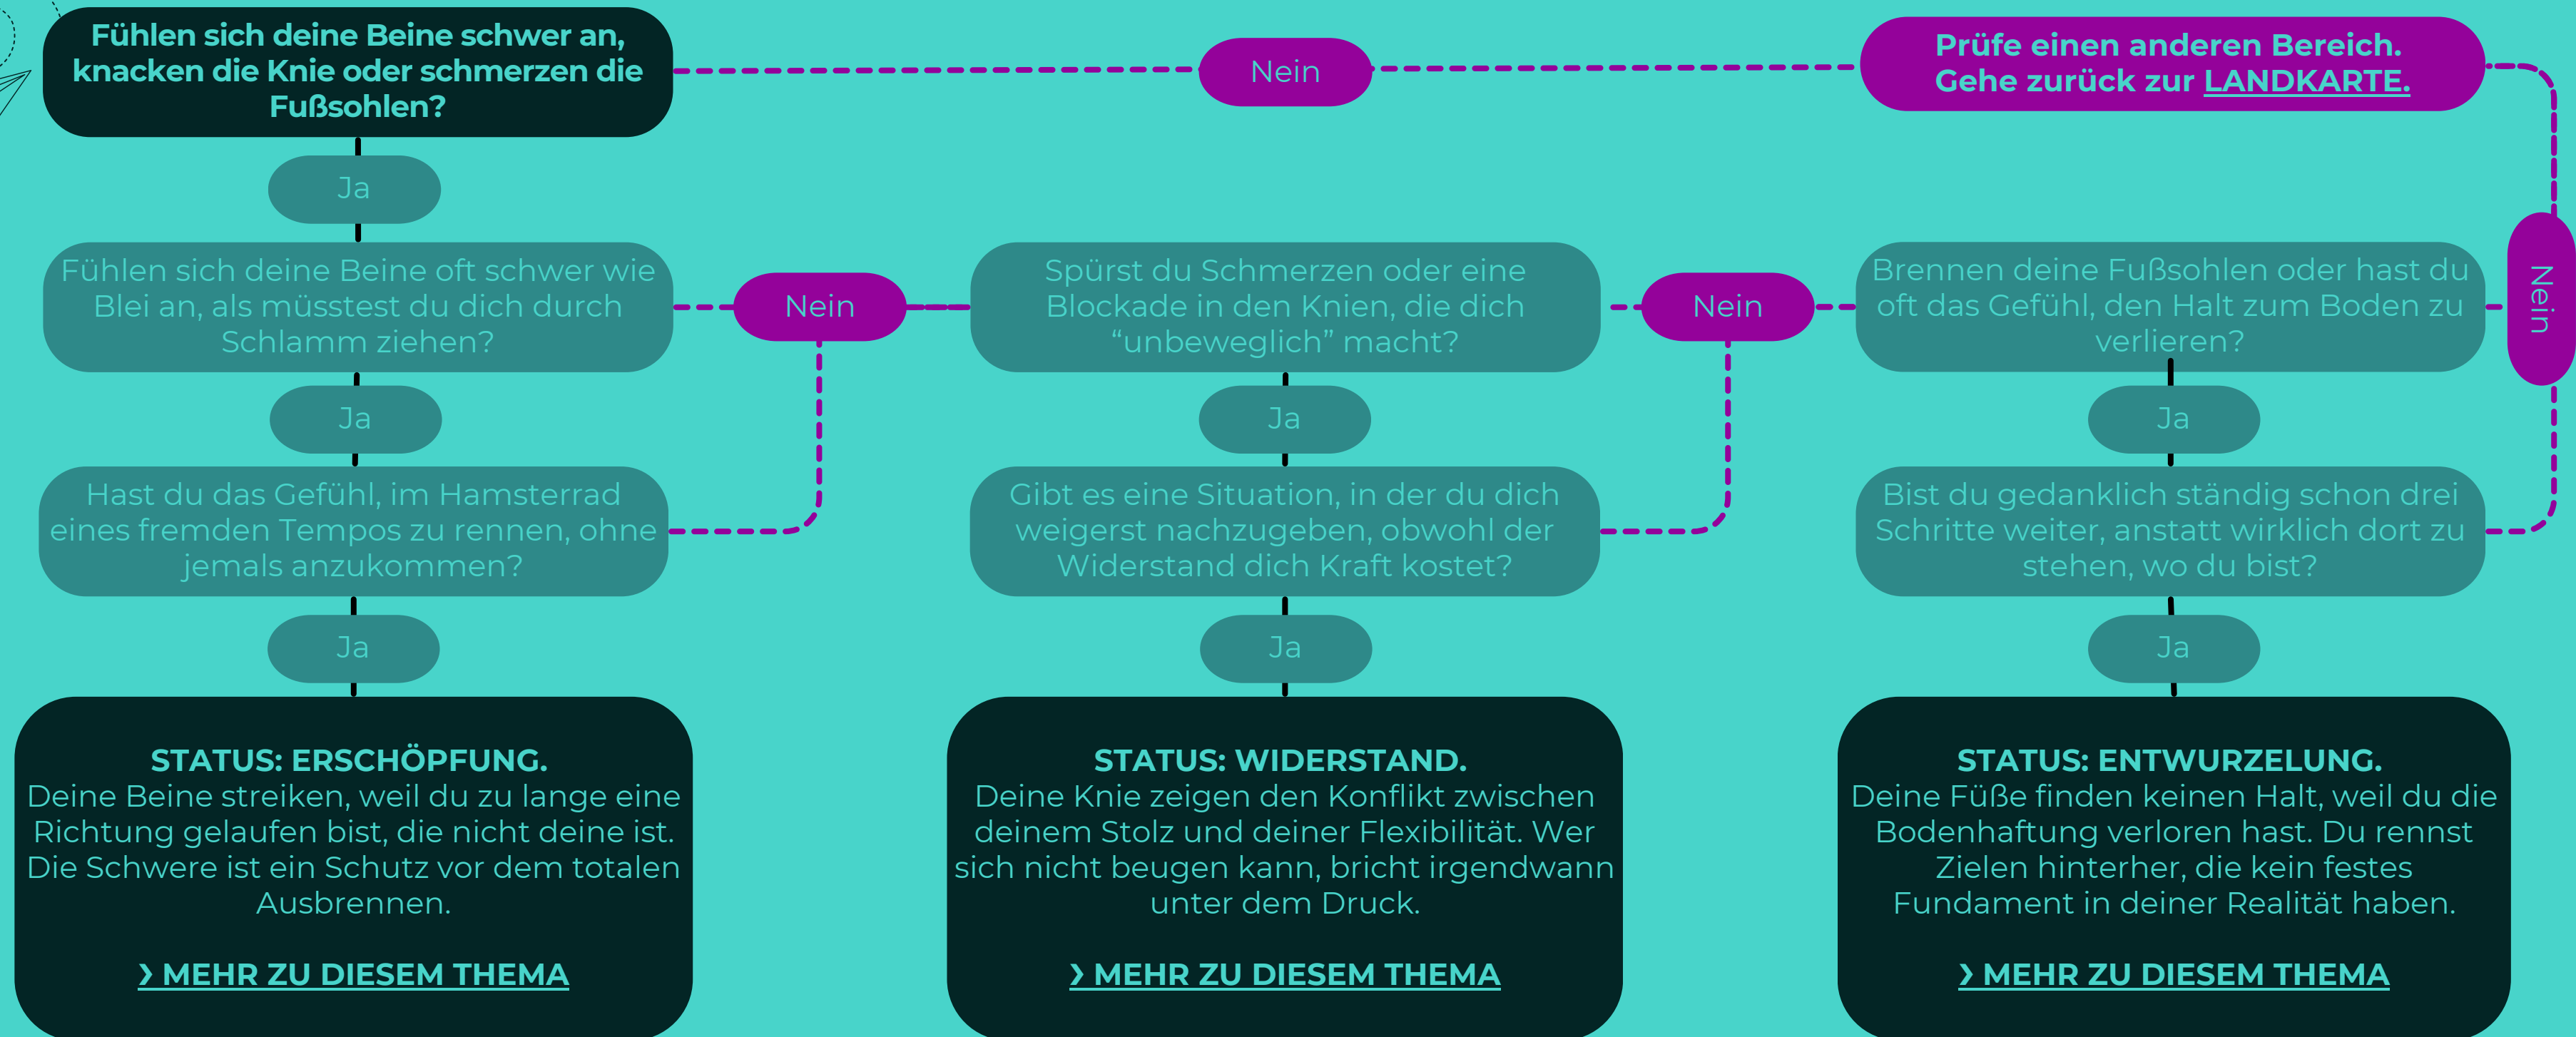 Fühlen sich deine Beine schwer an,
knacken die Knie oder schmerzen die
Fußsohlen?
Nein
Prüfe einen anderen Bereich.
Gehe zurück zur LANDKARTE.
Ja
Fühlen sich deine Beine oft schwer wie
Blei an, als müsstest du dich durch
Schlamm ziehen?
Nein
Spürst du Schmerzen oder eine
Blockade in den Knien, die dich
“unbeweglich” macht?
Nein
Brennen deine Fußsohlen oder hast du
oft das Gefühl, den Halt zum Boden zu
verlieren?
Nein
Ja
Ja
Ja
Hast du das Gefühl, im Hamsterrad
eines fremden Tempos zu rennen, ohne
jemals anzukommen?
Gibt es eine Situation, in der du dich
weigerst nachzugeben, obwohl der
Widerstand dich Kraft kostet?
Bist du gedanklich ständig schon drei
Schritte weiter, anstatt wirklich dort zu
stehen, wo du bist?
Ja
Ja
Ja
STATUS: ERSCHÖPFUNG.
Deine Beine streiken, weil du zu lange eine
Richtung gelaufen bist, die nicht deine ist.
Die Schwere ist ein Schutz vor dem totalen
Ausbrennen.
❯ MEHR ZU DIESEM THEMA
STATUS: WIDERSTAND.
Deine Knie zeigen den Konflikt zwischen
deinem Stolz und deiner Flexibilität. Wer
sich nicht beugen kann, bricht irgendwann
unter dem Druck.
❯ MEHR ZU DIESEM THEMA
STATUS: ENTWURZELUNG.
Deine Füße finden keinen Halt, weil du die
Bodenhaftung verloren hast. Du rennst
Zielen hinterher, die kein festes
Fundament in deiner Realität haben.
❯ MEHR ZU DIESEM THEMA